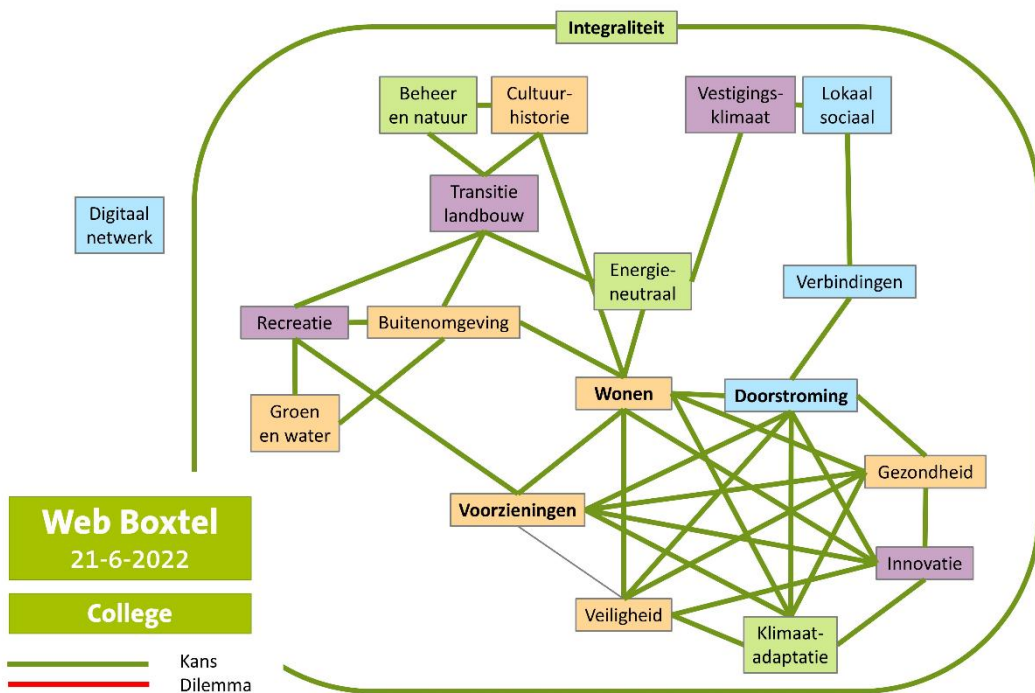 Integraliteit
Beheer
en natuur
Cultuur-
historie
Vestigings-
klimaat
Lokaal
sociaal
Transitie
landbouw
Digitaal
netwerk
Energie-
neutraal
Verbindingen
Recreatie
Buitenomgeving
Wonen
Doorstroming
Groen
en water
Gezondheid
Voorzieningen
Web Boxtel
21-6-2022
Innovatie
College
Veiligheid
Klimaat-
adaptatie
Kans
Dilemma